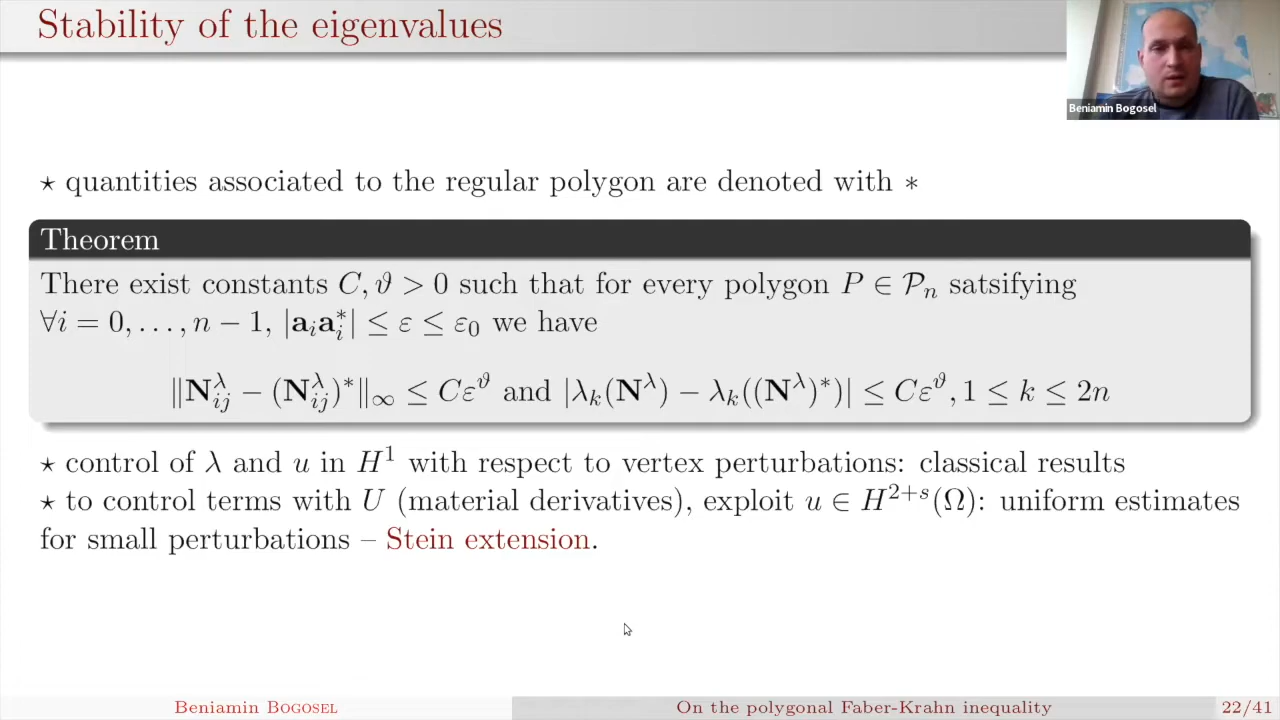 Stability of the eigenvalues
Beniamin Bogosel
⋆ quantities associated to the regular polygon are denoted with ∗
Theorem
There exist constants C, ϑ > 0 such that for every polygon P ∈ 𝒫ₙ satsifying
∀i = 0, . . . , n − 1, |𝐚ᵢ𝐚ᵢ*| ≤ ε ≤ ε₀ we have
‖𝐍ᵢⱼ^λ − (𝐍ᵢⱼ^λ)*‖∞ ≤ Cε^ϑ and |λₖ(𝐍^λ) − λₖ((𝐍^λ)*)| ≤ Cε^ϑ, 1 ≤ k ≤ 2n
⋆ control of λ and u in H¹ with respect to vertex perturbations: classical results
⋆ to control terms with U (material derivatives), exploit u ∈ H²⁺ˢ(Ω): uniform estimates
for small perturbations – Stein extension.
Beniamin Bogosel On the polygonal Faber-Krahn inequality 22/41